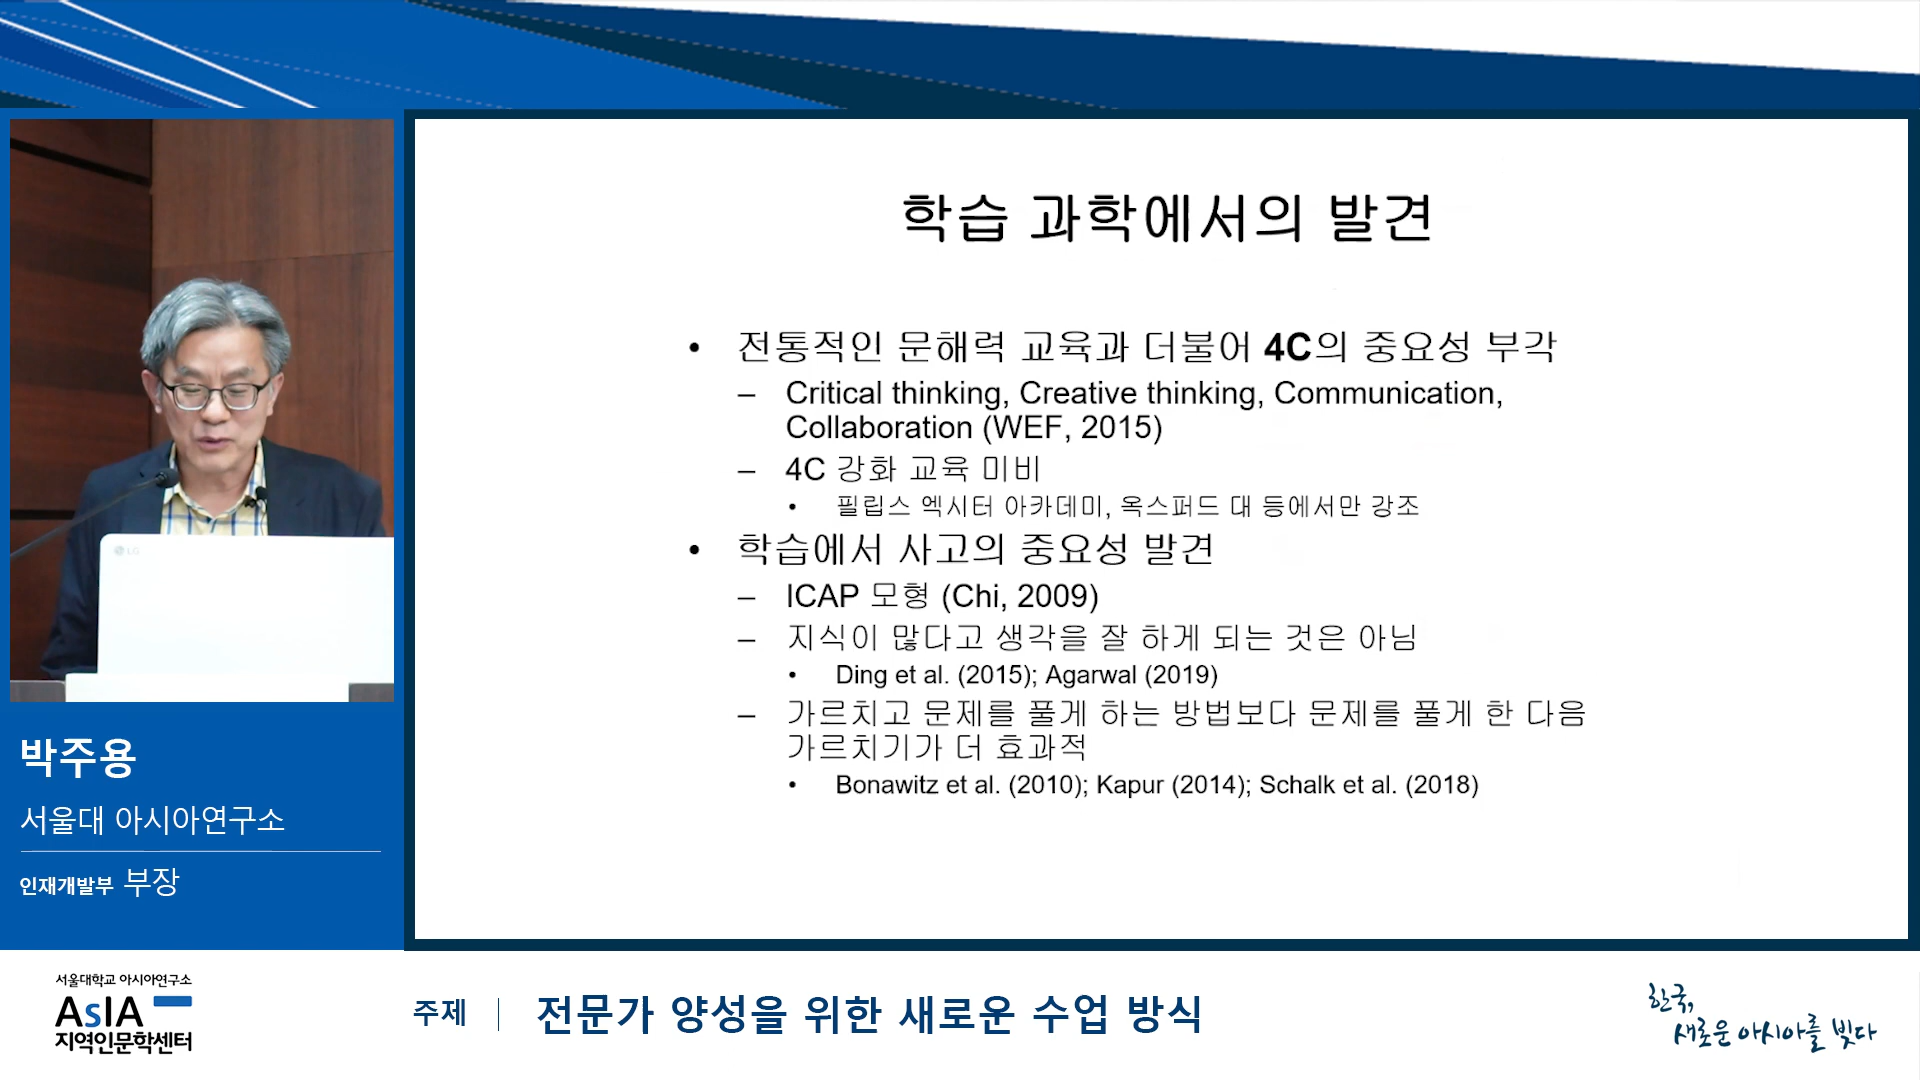 학습 과학에서의 발견
• 전통적인 문해력 교육과 더불어 4C의 중요성 부각
– Critical thinking, Creative thinking, Communication,
Collaboration (WEF, 2015)
– 4C 강화 교육 미비
• 필립스 엑시터 아카데미, 옥스퍼드 대 등에서만 강조
• 학습에서 사고의 중요성 발견
– ICAP 모형 (Chi, 2009)
– 지식이 많다고 생각을 잘 하게 되는 것은 아님
• Ding et al. (2015); Agarwal (2019)
– 가르치고 문제를 풀게 하는 방법보다 문제를 풀게 한 다음
가르치기가 더 효과적
• Bonawitz et al. (2010); Kapur (2014); Schalk et al. (2018)
LG
박주용
서울대 아시아연구소
인재개발부 부장
서울대학교 아시아연구소
AsIA
지역인문학센터
주제 | 전문가 양성을 위한 새로운 수업 방식
한국,
새로운 아시아를 빚다